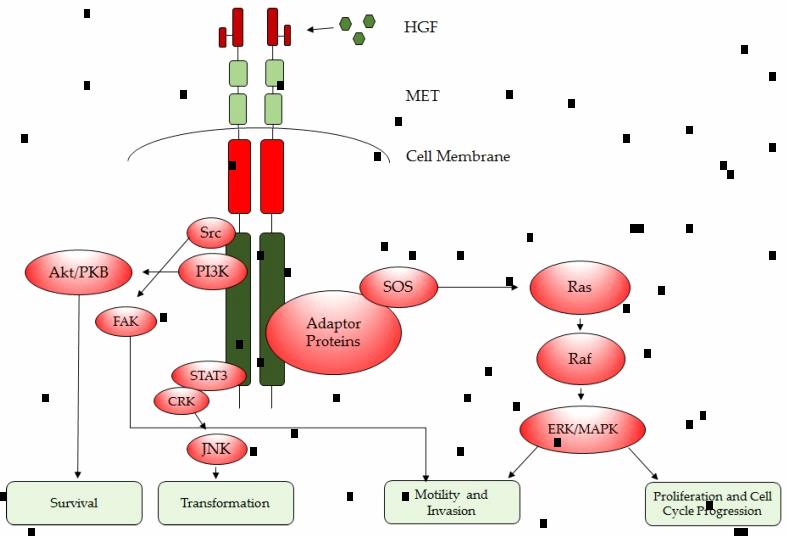 HGF
MET
Cell Membrane
Src
Akt/PKB
PI3K
SOS
Ras
FAK
Adaptor
Proteins
Raf
STAT3
CRK
ERK/MAPK
JNK
Survival
Transformation
Motility and
Invasion
Proliferation and Cell
Cycle Progression